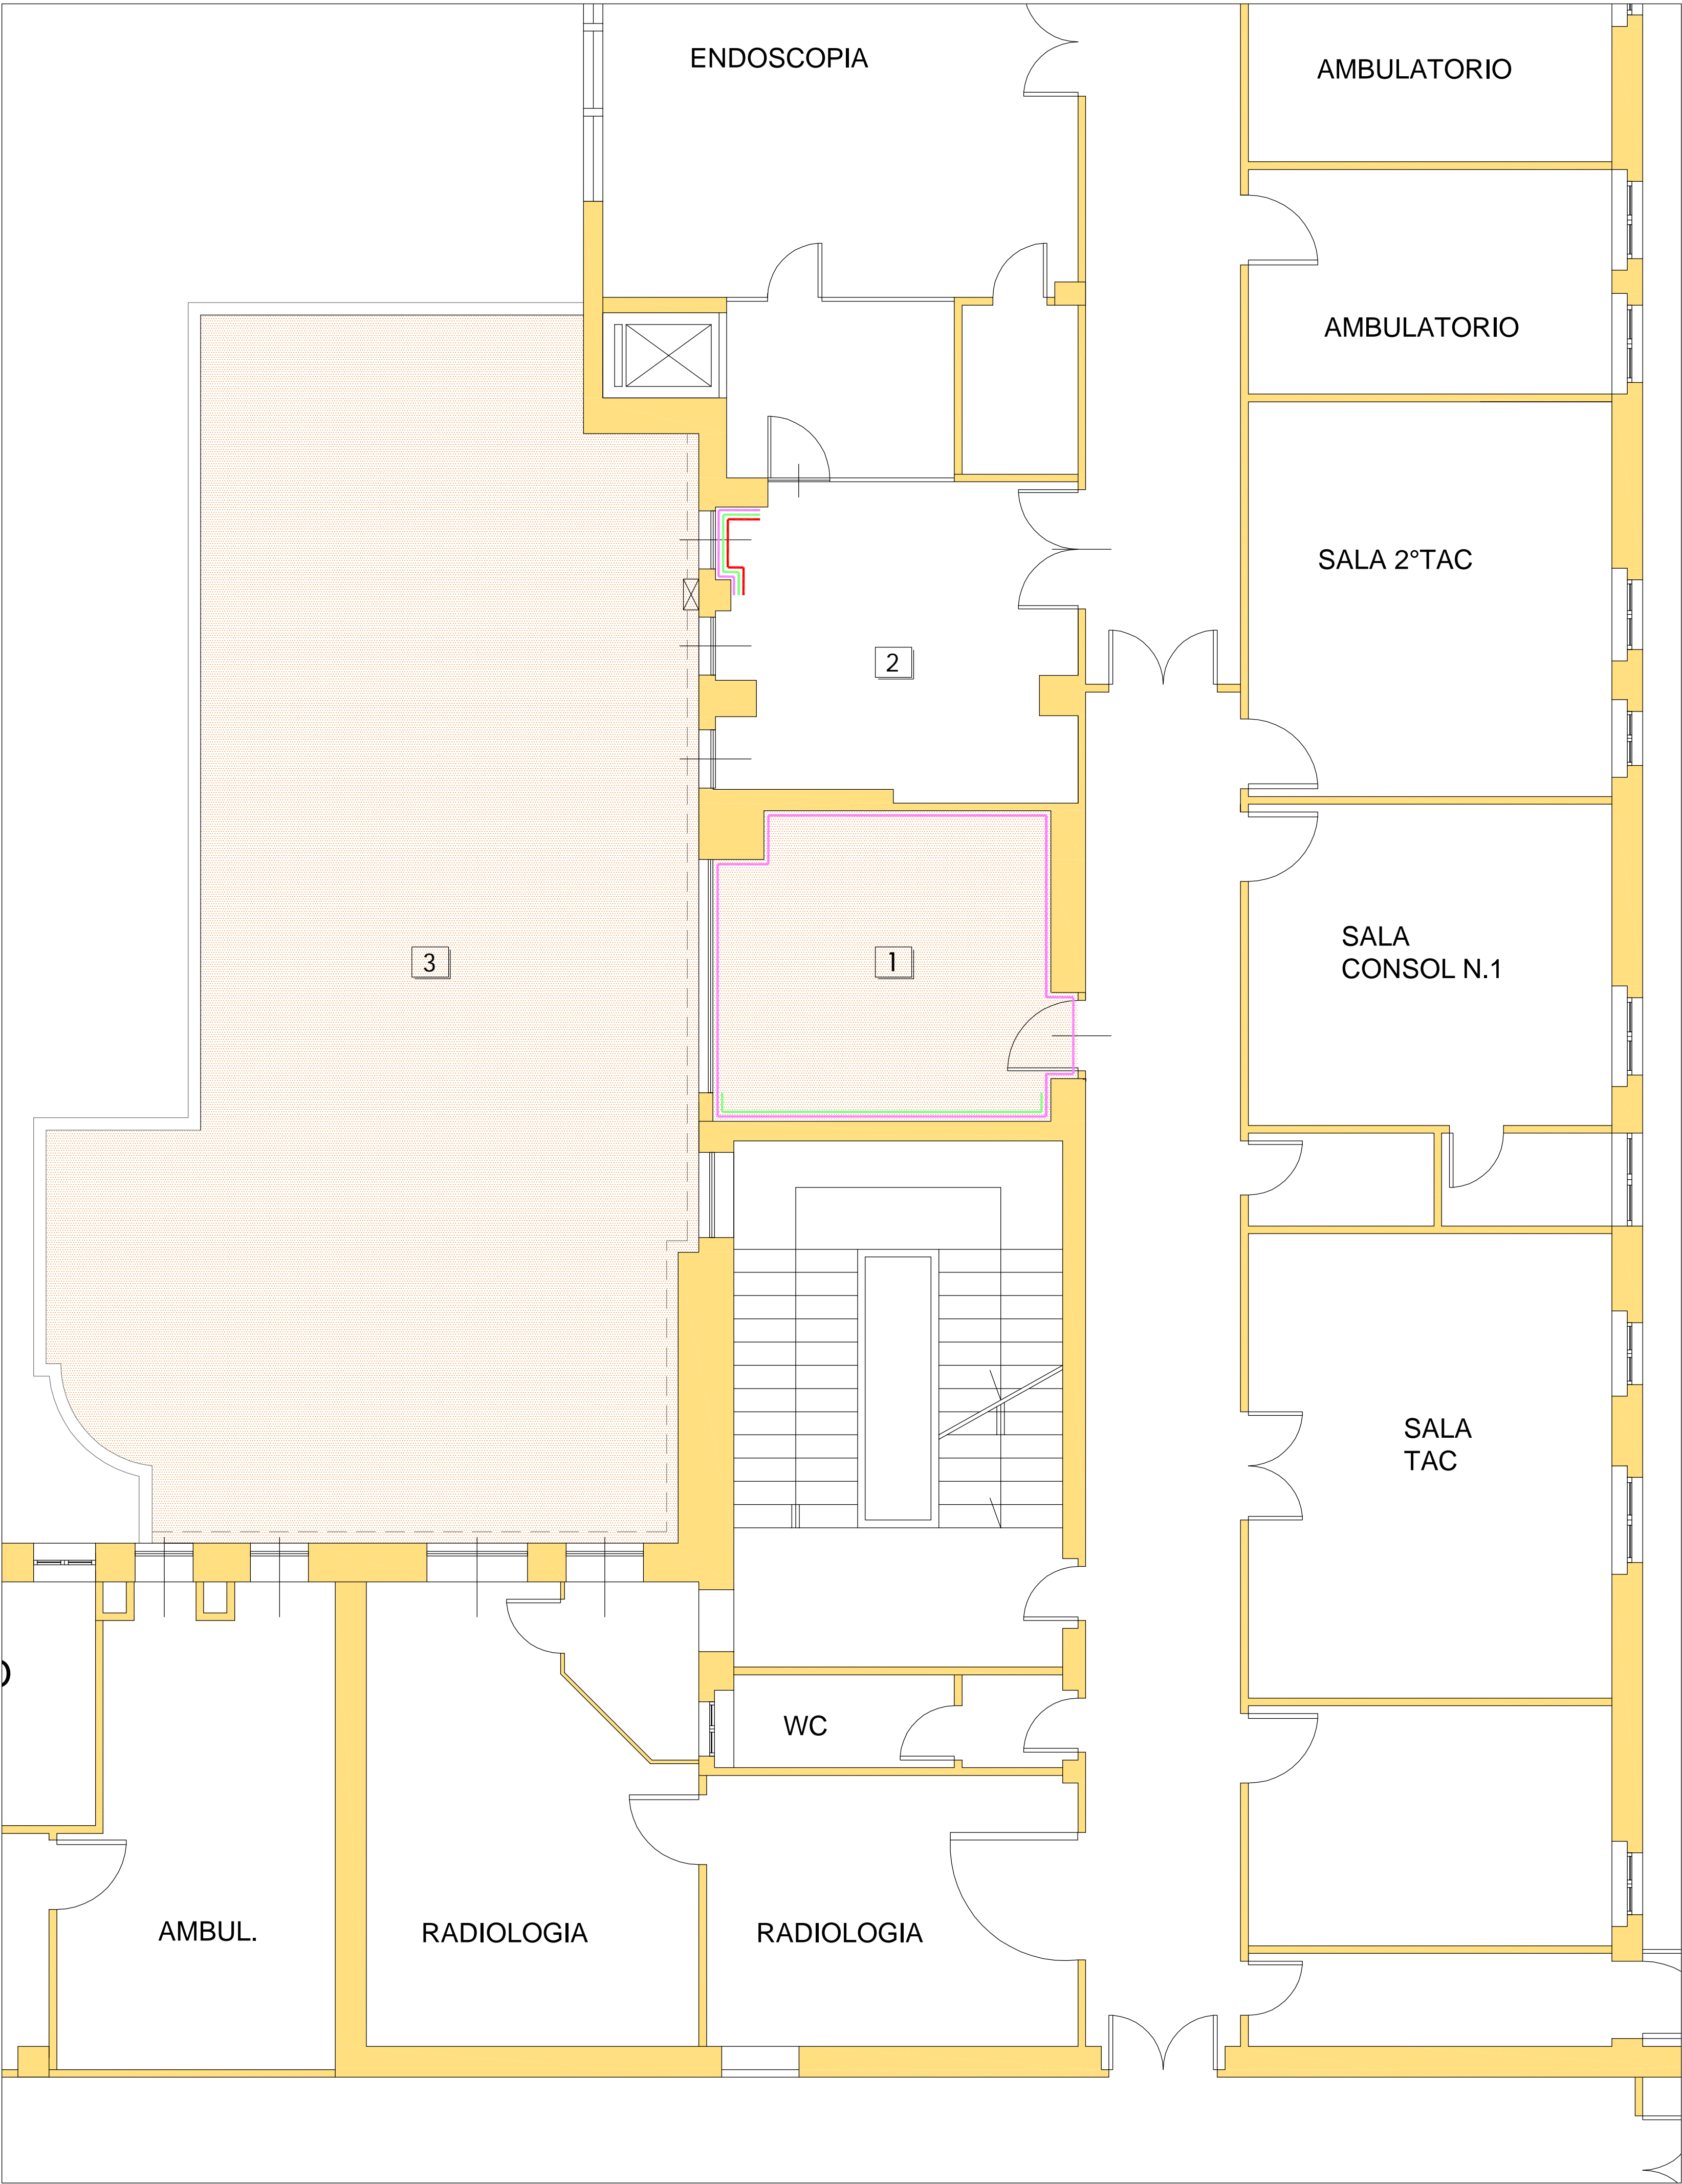 ENDOSCOPIA
AMBULATORIO
AMBULATORIO
SALA 2°TAC
2
SALA
CONSOL N.1
3
1
SALA
TAC
WC
AMBUL.
RADIOLOGIA
RADIOLOGIA